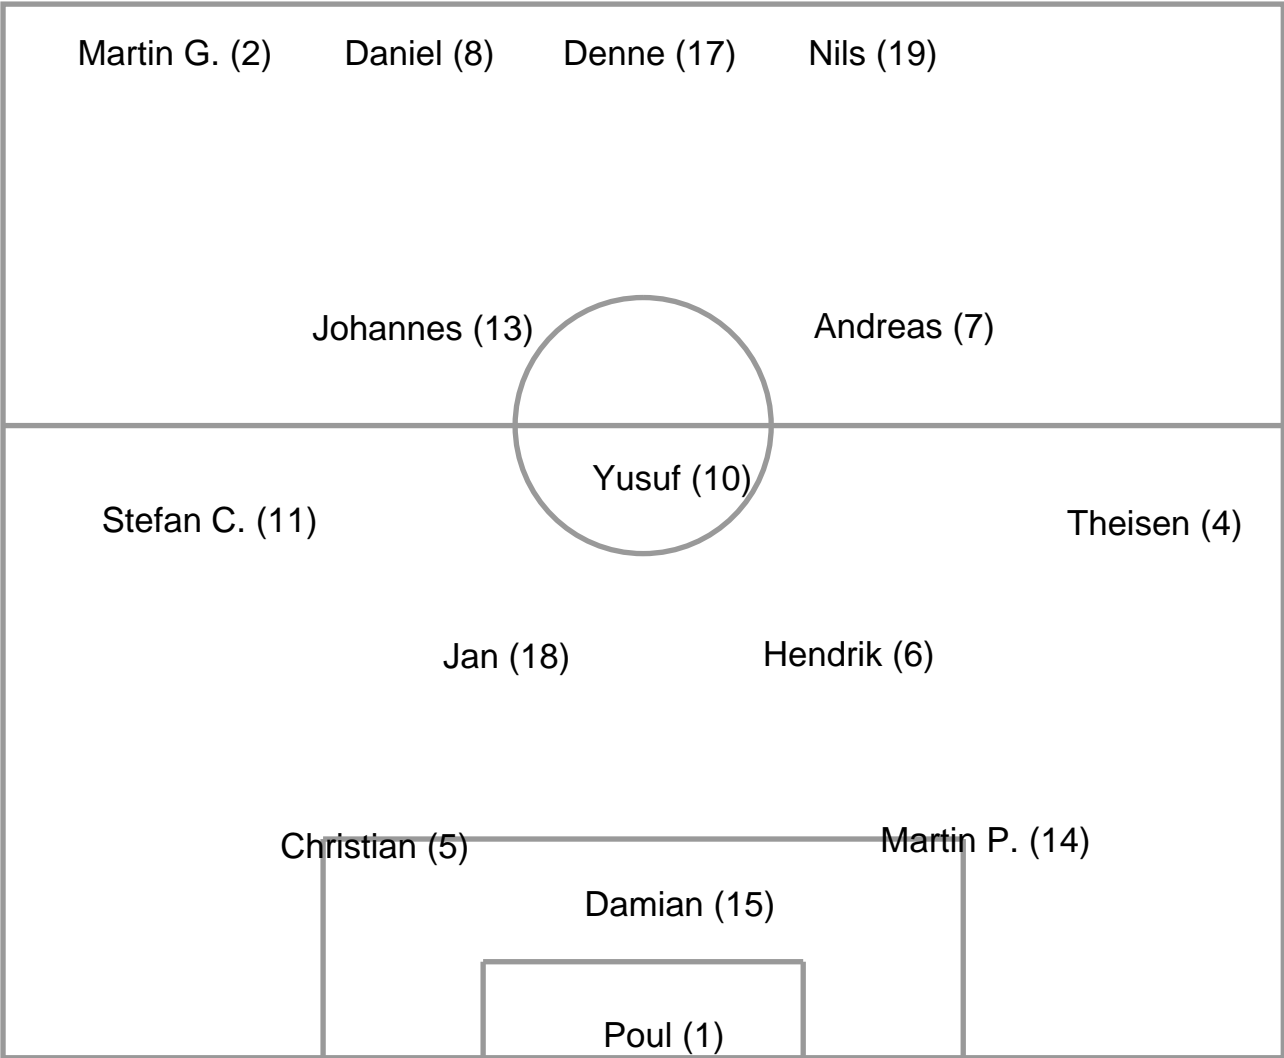 Martin G. (2) Daniel (8) Denne (17) Nils (19)
Johannes (13) Andreas (7)
Yusuf (10)
Stefan C. (11) Theisen (4)
Jan (18) Hendrik (6)
Christian (5) Martin P. (14)
Damian (15)
Poul (1)